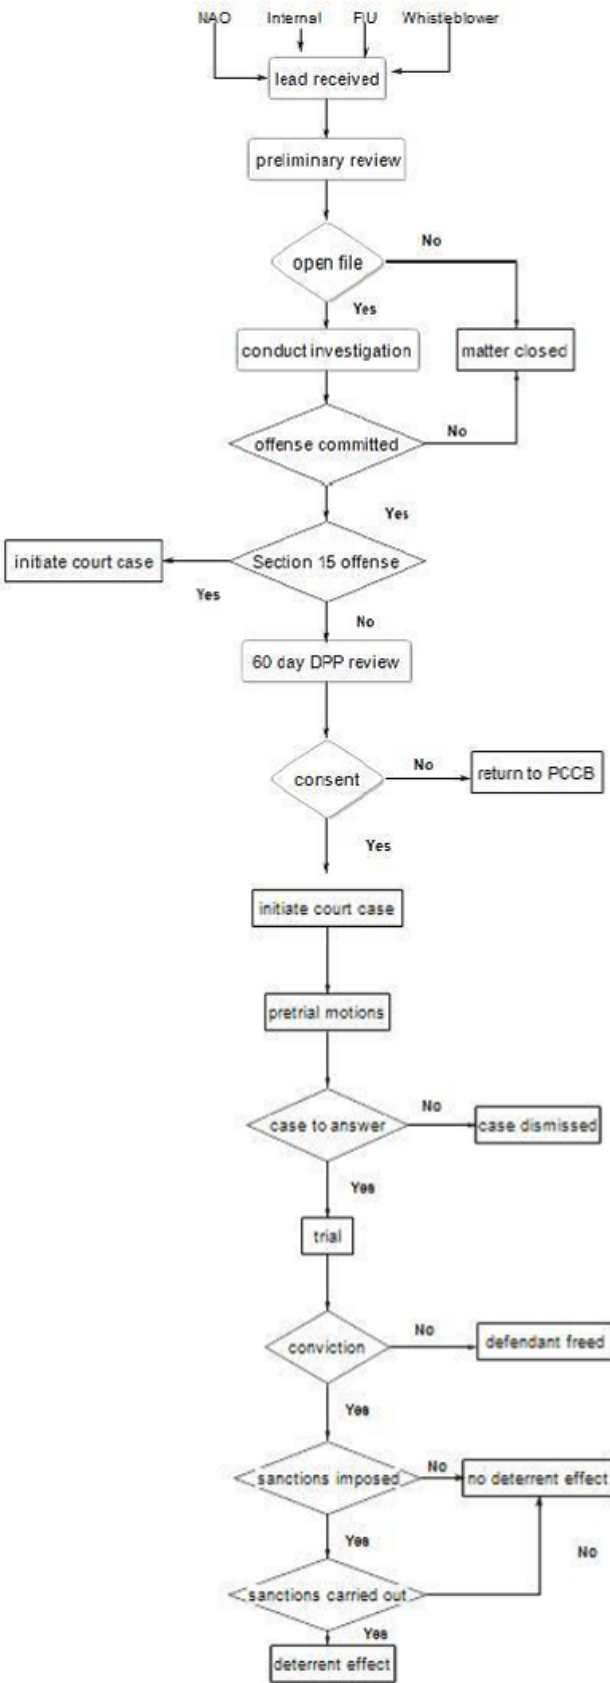 NAO Internal FIU Whistleblower
lead received
preliminary review
open file
No
Yes
conduct investigation
matter closed
offense committed
No
Yes
Section 15 offense
initiate court case
Yes
No
60 day DPP review
consent
No
return to PCCB
Yes
initiate court case
pretrial motions
case to answer
No
case dismissed
Yes
trial
conviction
No
defendant freed
Yes
sanctions imposed
No
no deterrent effect
Yes
No
sanctions carried out
Yes
deterrent effect